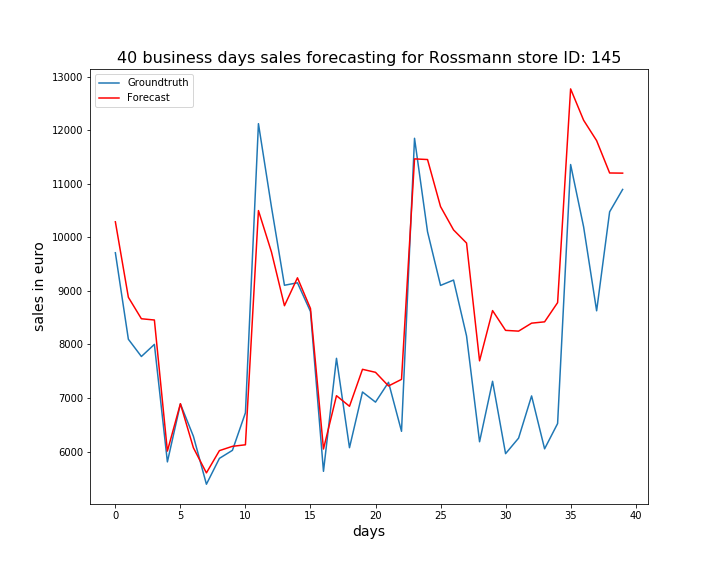 40 business days sales forecasting for Rossmann store ID: 145
Groundtruth
Forecast
13000
12000
11000
10000
9000
8000
7000
6000
sales in euro
0 5 10 15 20 25 30 35 40
days